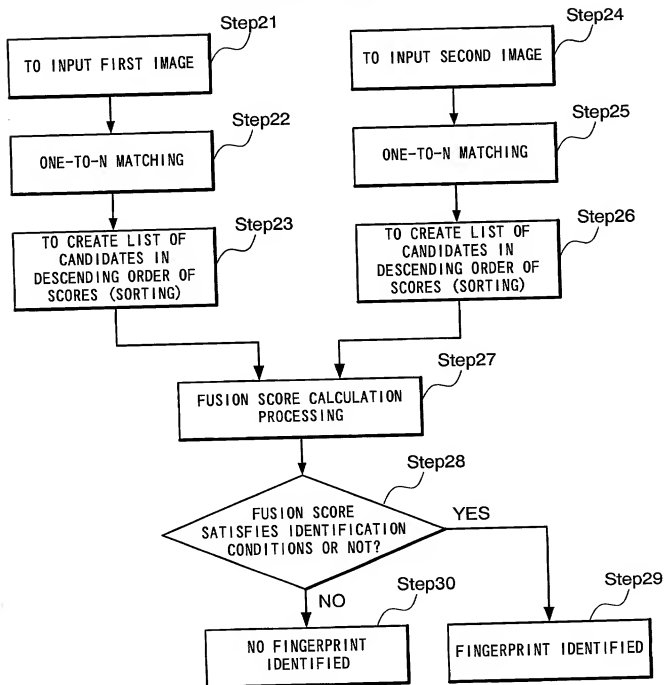 Step21
TO INPUT FIRST IMAGE
Step22
ONE-TO-N MATCHING
Step23
TO CREATE LIST OF
CANDIDATES IN
DESCENDING ORDER OF
SCORES (SORTING)
Step24
TO INPUT SECOND IMAGE
Step25
ONE-TO-N MATCHING
Step26
TO CREATE LIST OF
CANDIDATES IN
DESCENDING ORDER OF
SCORES (SORTING)
Step27
FUSION SCORE CALCULATION
PROCESSING
Step28
FUSION SCORE
SATISFIES IDENTIFICATION
CONDITIONS OR NOT?
YES
NO
Step30
NO FINGERPRINT
IDENTIFIED
Step29
FINGERPRINT IDENTIFIED